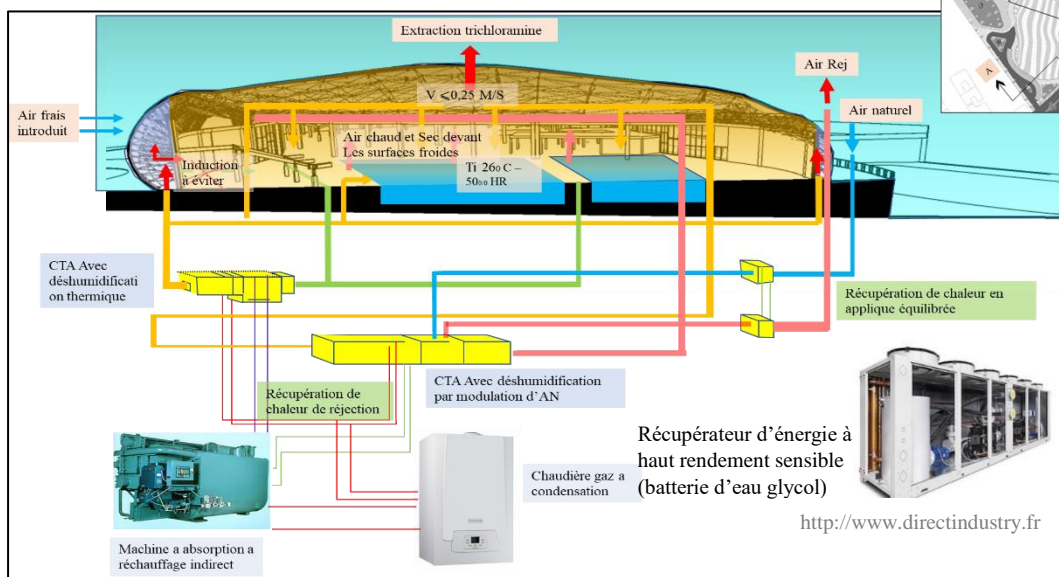 Extraction trichloramine
Air Rej
V ⩽0,25 M/S
Air frais
introduit
Air naturel
Air chaud et Sec devant
Les surfaces froides
Induction
à éviter
Ti 26₀ C –
50₀₀ HR
A
CTA Avec
déshumidificati
on thermique
Récupération de chaleur en
applique équilibrée
CTA Avec déshumidification
par modulation d'AN
Récupération de
chaleur de réjection
Récupérateur d'énergie à
haut rendement sensible
(batterie d'eau glycol)
Chaudière gaz a
condensation
http://www.directindustry.fr
Machine a absorption a
réchauffage indirect